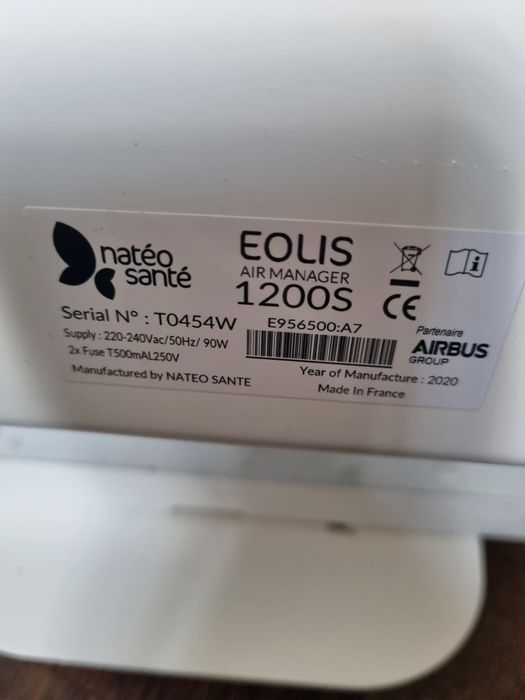 natéo
santé
EOLIS
AIR MANAGER
1200S
Serial N° : T0454W
E956500:A7
Supply : 220-240Vac/50Hz/ 90W
2x Fuse T500mAL250V
Manufactured by NATEO SANTE
CE
Partenaire
AIRBUS
GROUP
Year of Manufacture : 2020
Made In France